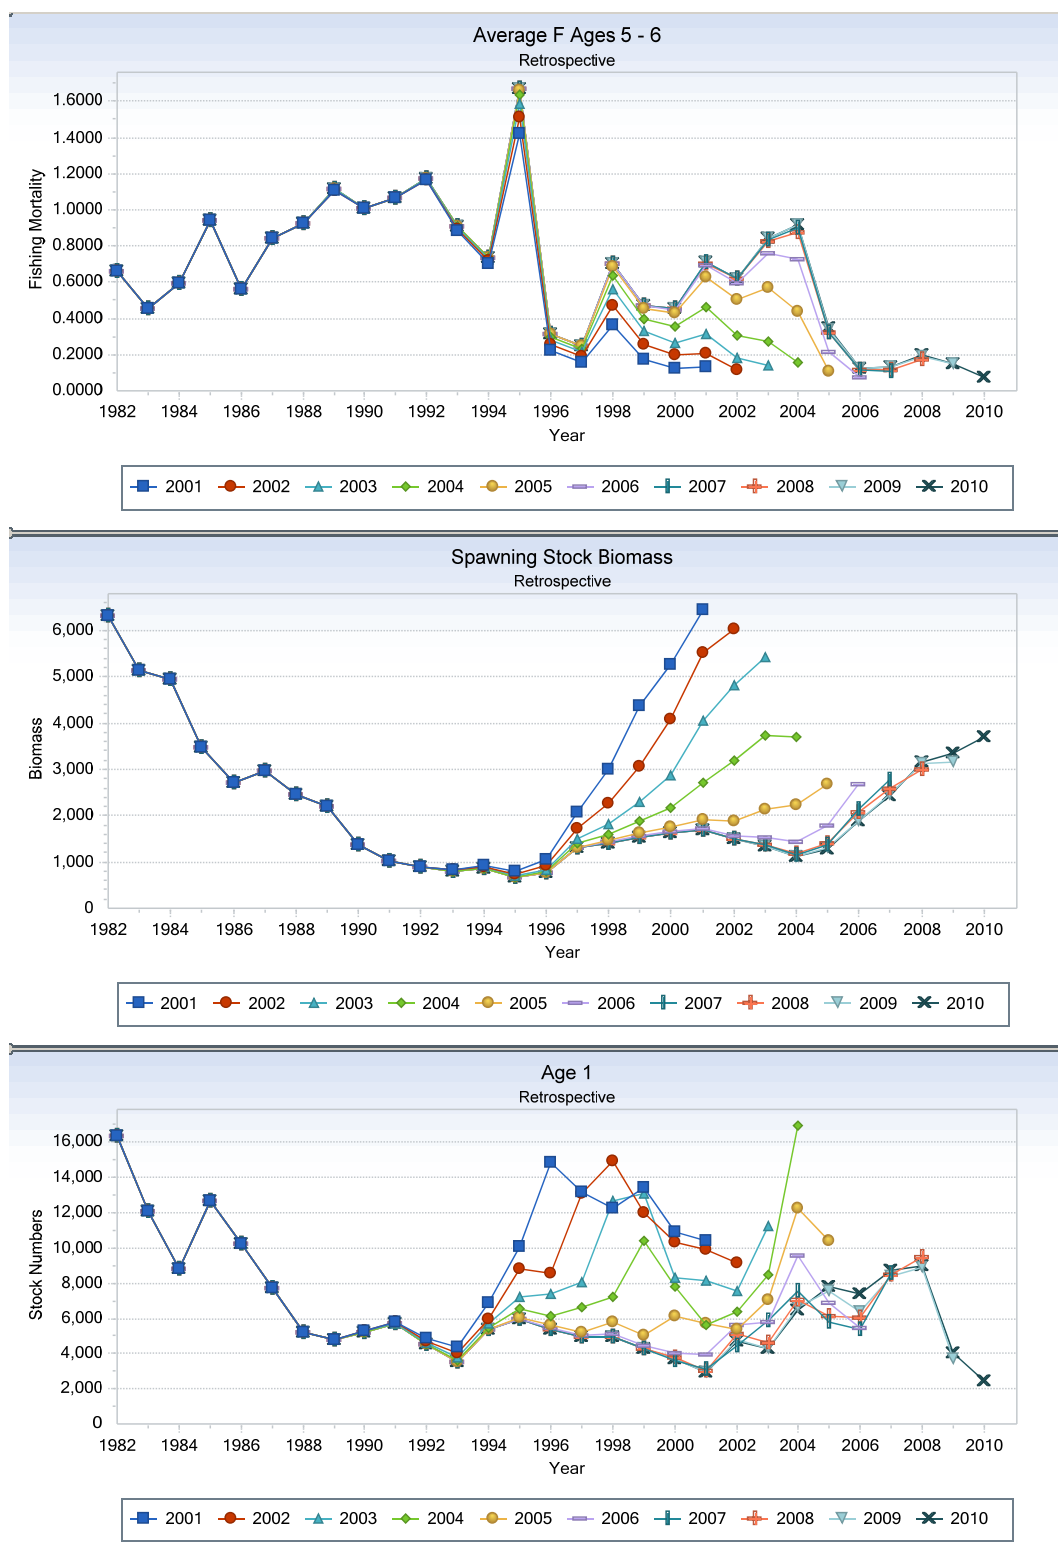 Average F Ages 5 - 6
Retrospective
1.6000
1.4000
1.2000
1.0000
0.8000
0.6000
0.4000
0.2000
0.0000
Fishing Mortality
1982 1984 1986 1988 1990 1992 1994 1996 1998 2000 2002 2004 2006 2008 2010
Year
2001 2002 2003 2004 2005 2006 2007 2008 2009 2010
Spawning Stock Biomass
Retrospective
6,000
5,000
4,000
3,000
2,000
1,000
0
Biomass
1982 1984 1986 1988 1990 1992 1994 1996 1998 2000 2002 2004 2006 2008 2010
Year
2001 2002 2003 2004 2005 2006 2007 2008 2009 2010
Age 1
Retrospective
16,000
14,000
12,000
10,000
8,000
6,000
4,000
2,000
0
Stock Numbers
1982 1984 1986 1988 1990 1992 1994 1996 1998 2000 2002 2004 2006 2008 2010
Year
2001 2002 2003 2004 2005 2006 2007 2008 2009 2010